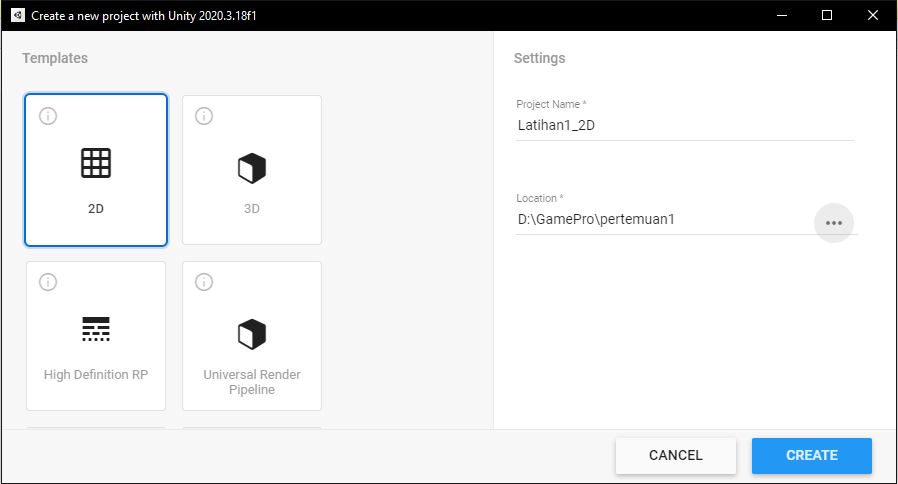 Create a new project with Unity 2020.3.18f1
Templates
2D
3D
High Definition RP
Universal Render
Pipeline
Settings
Project Name *
Latihan1_2D
Location *
D:\GamePro\pertemuan1
CANCEL
CREATE